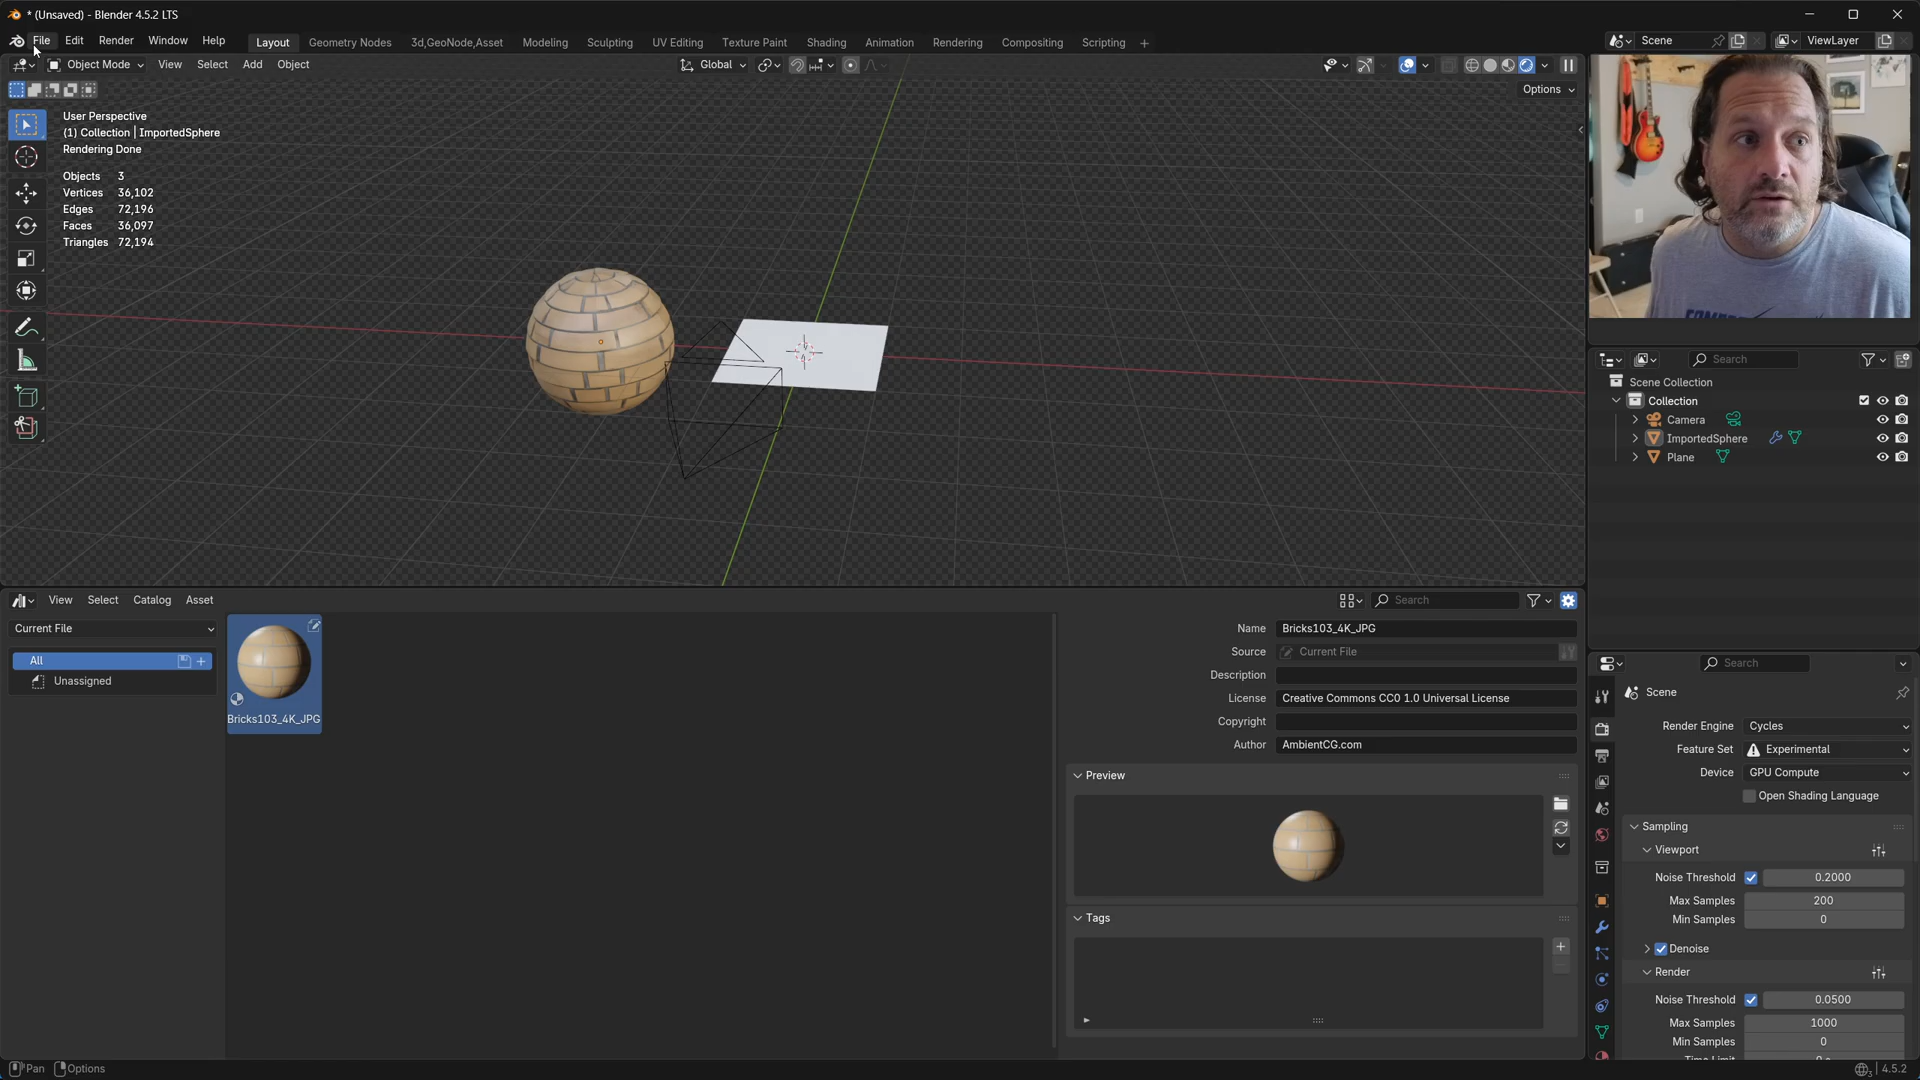 * (Unsaved) - Blender 4.5.2 LTS
File Edit Render Window Help Layout Geometry Nodes 3d,GeoNode,Asset Modeling Sculpting UV Editing Texture Paint Shading Animation Rendering Compositing Scripting + Scene ViewLayer
Object Mode View Select Add Object Global
Options
User Perspective
(1) Collection | ImportedSphere
Rendering Done
Objects 3
Vertices 36,102
Edges 72,196
Faces 36,097
Triangles 72,194
Search
Scene Collection
Collection
Camera
ImportedSphere
Plane
View Select Catalog Asset Search
Current File
All
Unassigned
Bricks103_4K_JPG
Name Bricks103_4K_JPG
Source Current File
Description
License Creative Commons CC0 1.0 Universal License
Copyright
Author AmbientCG.com
Preview
Tags
Search
Scene
Render Engine Cycles
Feature Set Experimental
Device GPU Compute
Open Shading Language
Sampling
Viewport
Noise Threshold 0.2000
Max Samples 200
Min Samples 0
Denoise
Render
Noise Threshold 0.0500
Max Samples 1000
Min Samples 0
Pan Options 4.5.2